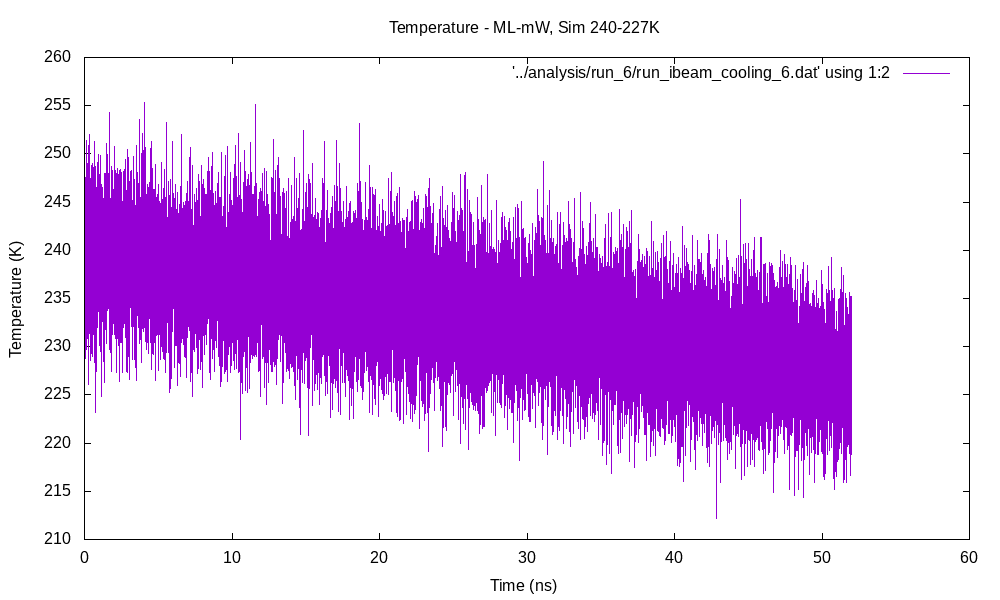 Temperature - ML-mW, Sim 240-227K
'../analysis/run_6/run_ibeam_cooling_6.dat' using 1:2
Temperature (K)
260
255
250
245
240
235
230
225
220
215
210
0 10 20 30 40 50 60
Time (ns)